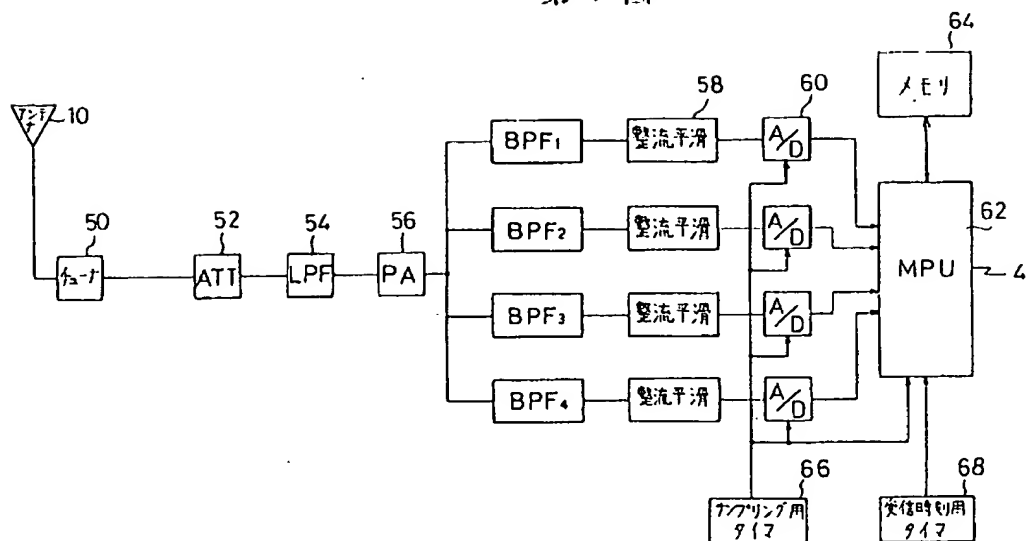 64
メモリ
アンテ
ナ
10
58
60
BPF1
整流平滑
A/D
50
52
54
56
62
チューナ
ATT
LPF
PA
BPF2
整流平滑
A/D
MPU
4
BPF3
整流平滑
A/D
BPF4
整流平滑
A/D
66
68
サンプリング用
タイマ
受信時刻用
タイマ